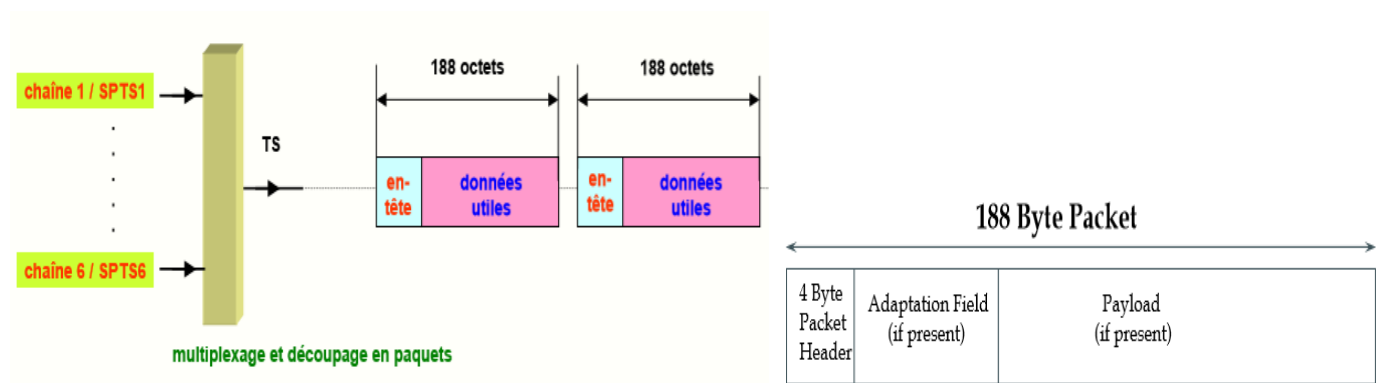 188 octets
188 octets
chaîne 1 / SPTS1
TS
en-
tête
données
utiles
en-
tête
données
utiles
chaîne 6 / SPTS6
multiplexage et découpage en paquets
188 Byte Packet
4 Byte
Packet
Header
Adaptation Field
(if present)
Payload
(if present)